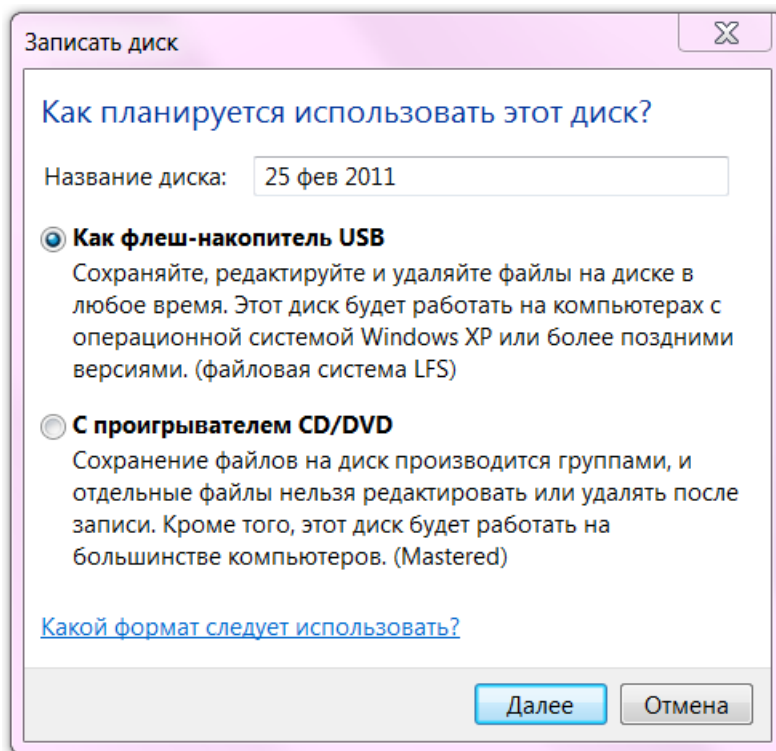 Записать диск
Как планируется использовать этот диск?
Название диска: 25 фев 2011
Как флеш-накопитель USB
Сохраняйте, редактируйте и удаляйте файлы на диске в
любое время. Этот диск будет работать на компьютерах с
операционной системой Windows XP или более поздними
версиями. (файловая система LFS)
С проигрывателем CD/DVD
Сохранение файлов на диск производится группами, и
отдельные файлы нельзя редактировать или удалять после
записи. Кроме того, этот диск будет работать на
большинстве компьютеров. (Mastered)
Какой формат следует использовать?
Далее Отмена